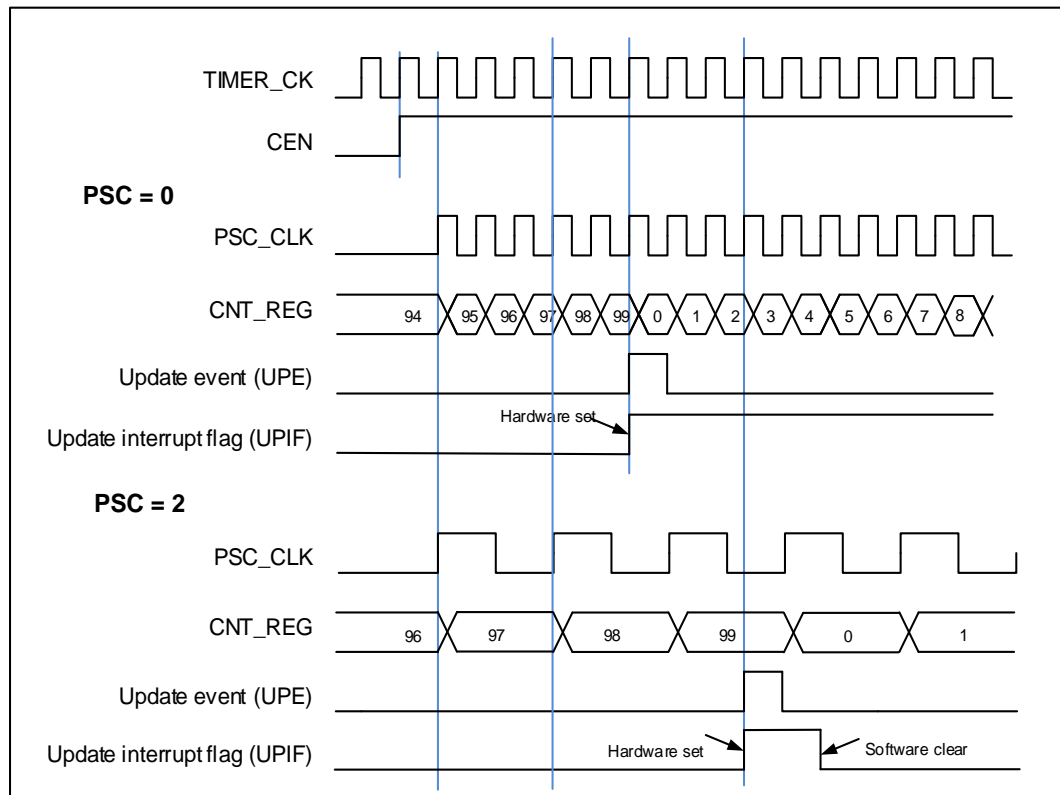 TIMER_CK
CEN
PSC = 0
PSC_CLK
CNT_REG 94 95 96 97 98 99 0 1 2 3 4 5 6 7 8
Update event (UPE)
Hardware set
Update interrupt flag (UPIF)
PSC = 2
PSC_CLK
CNT_REG 96 97 98 99 0 1
Update event (UPE)
Update interrupt flag (UPIF) Hardware set Software clear